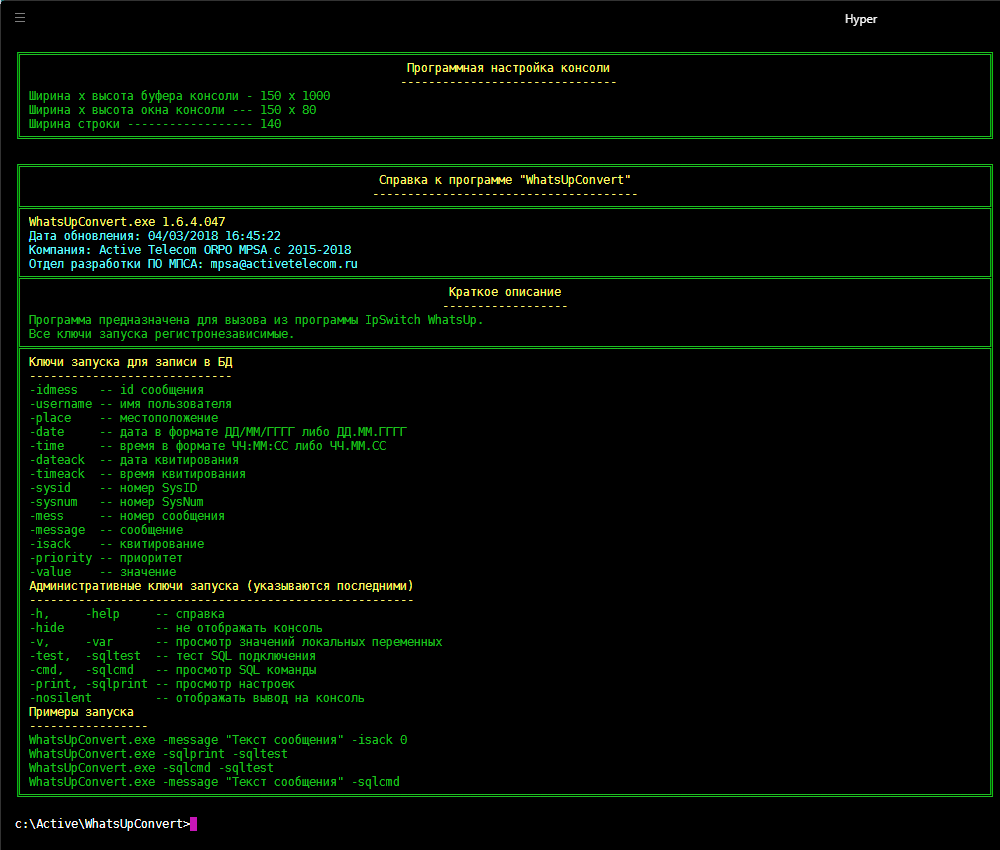 Hyper
Программная настройка консоли
-------------------------------
Ширина x высота буфера консоли - 150 x 1000
Ширина x высота окна консоли --- 150 x 80
Ширина строки ------------------ 140
Справка к программе "WhatsUpConvert"
--------------------------------------
WhatsUpConvert.exe 1.6.4.047
Дата обновления: 04/03/2018 16:45:22
Компания: Active Telecom ORPO MPSA с 2015-2018
Отдел разработки ПО МПСА: mpsa@activetelecom.ru
Краткое описание
------------------
Программа предназначена для вызова из программы IpSwitch WhatsUp.
Все ключи запуска регистронезависимые.
Ключи запуска для записи в БД
-----------------------------
-idmess   -- id сообщения
-username -- имя пользователя
-place    -- местоположение
-date     -- дата в формате ДД/ММ/ГГГГ либо ДД.ММ.ГГГГ
-time     -- время в формате ЧЧ:ММ:СС либо ЧЧ.ММ.СС
-dateack  -- дата квитирования
-timeack  -- время квитирования
-sysid    -- номер SysID
-sysnum   -- номер SysNum
-mess     -- номер сообщения
-message  -- сообщение
-isack    -- квитирование
-priority -- приоритет
-value    -- значение
Административные ключи запуска (указываются последними)
-------------------------------------------------------
-h,     -help     -- справка
-hide             -- не отображать консоль
-v,     -var      -- просмотр значений локальных переменных
-test,  -sqltest  -- тест SQL подключения
-cmd,   -sqlcmd   -- просмотр SQL команды
-print, -sqlprint -- просмотр настроек
-nosilent         -- отображать вывод на консоль
Примеры запуска
-----------------
WhatsUpConvert.exe -message "Текст сообщения" -isack 0
WhatsUpConvert.exe -sqlprint -sqltest
WhatsUpConvert.exe -sqlcmd -sqltest
WhatsUpConvert.exe -message "Текст сообщения" -sqlcmd
c:\Active\WhatsUpConvert>